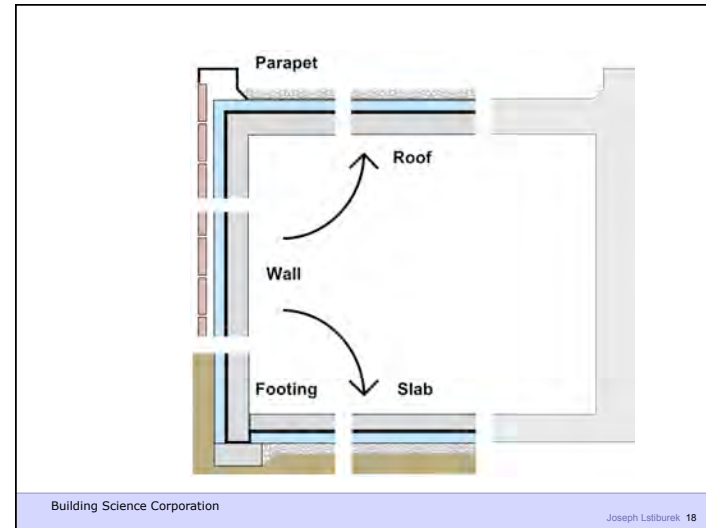 Parapet
Roof
Wall
Footing Slab
Building Science Corporation
Joseph Lstiburek 18